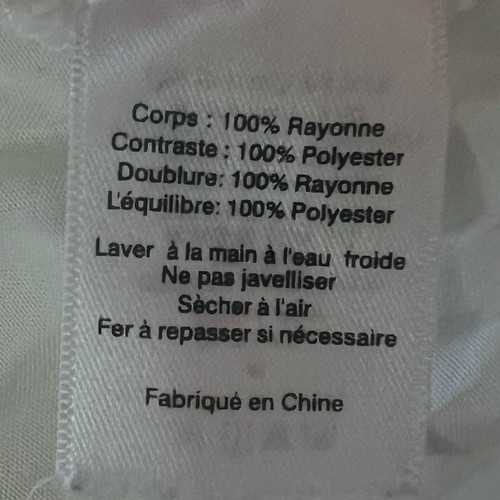 Corps : 100% Rayonne
Contraste : 100% Polyester
Doublure: 100% Rayonne
L'équilibre: 100% Polyester
Laver à la main à l'eau froide
Ne pas javelliser
Sècher à l'air
Fer à repasser si nécessaire
Fabriqué en Chine